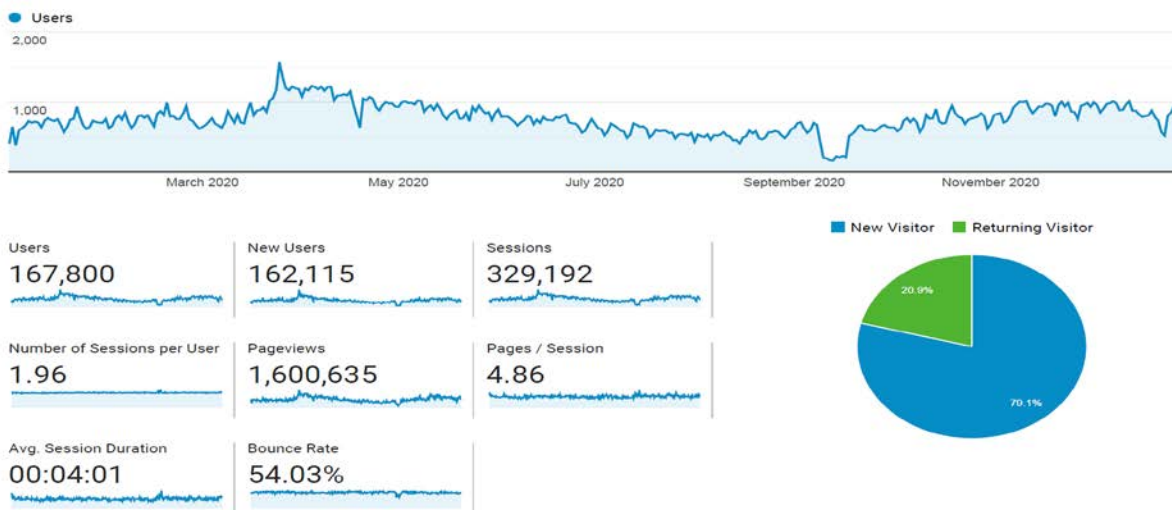 Users
2,000
1,000
March 2020 May 2020 July 2020 September 2020 November 2020
New Visitor Returning Visitor
Users New Users Sessions
167,800 162,115 329,192
Number of Sessions per User Pageviews Pages / Session
1.96 1,600,635 4.86
Avg. Session Duration Bounce Rate
00:04:01 54.03%
20.9%
79.1%